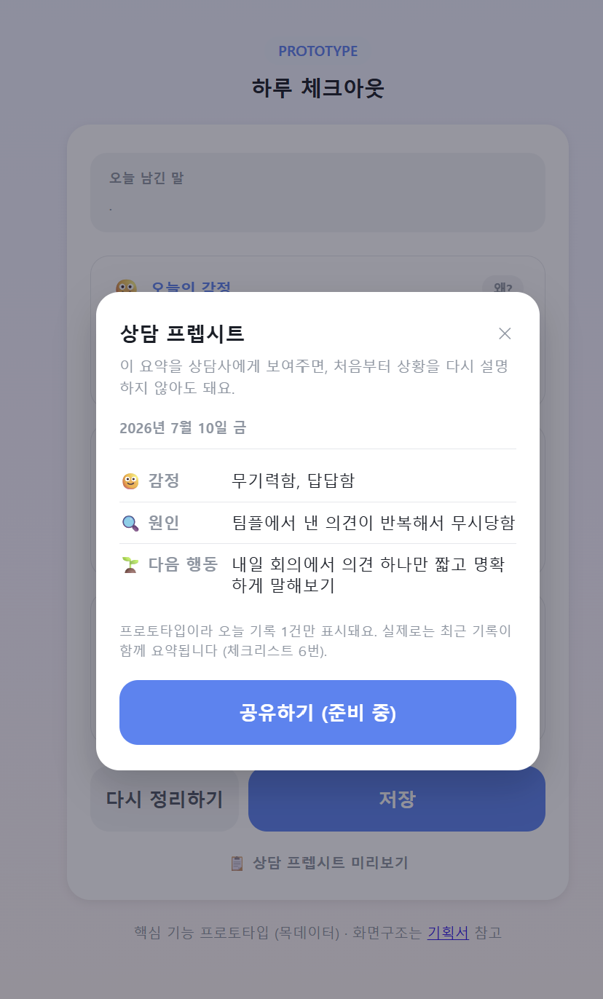 PROTOTYPE
하루 체크아웃
오늘 남긴 말
.
오늘의 감정
왜?
상담 프렙시트
이 요약을 상담사에게 보여주면, 처음부터 상황을 다시 설명
하지 않아도 돼요.
2026년 7월 10일 금
감정 무기력함, 답답함
원인 팀플에서 낸 의견이 반복해서 무시당함
다음 행동 내일 회의에서 의견 하나만 짧고 명확
하게 말해보기
프로토타입이라 오늘 기록 1건만 표시돼요. 실제로는 최근 기록이
함께 요약됩니다 (체크리스트 6번).
공유하기 (준비 중)
다시 정리하기
저장
상담 프렙시트 미리보기
핵심 기능 프로토타입 (목데이터) · 화면구조는 기획서 참고